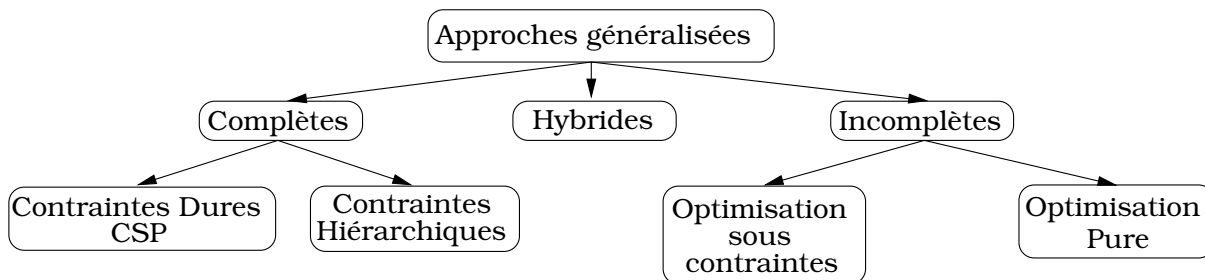 Approches généralisées
Complètes
Hybrides
Incomplètes
Contraintes Dures
CSP
Contraintes
Hiérarchiques
Optimisation
sous
contraintes
Optimisation
Pure